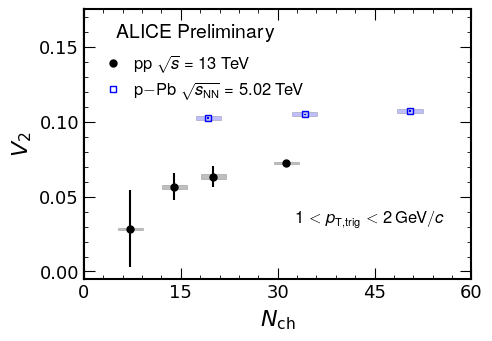 ALICE Preliminary
pp √s = 13 TeV
p−Pb √sNN = 5.02 TeV
1 < pT,trig < 2 GeV/c
V2
0.15
0.10
0.05
0.00
0 15 30 45 60
Nch